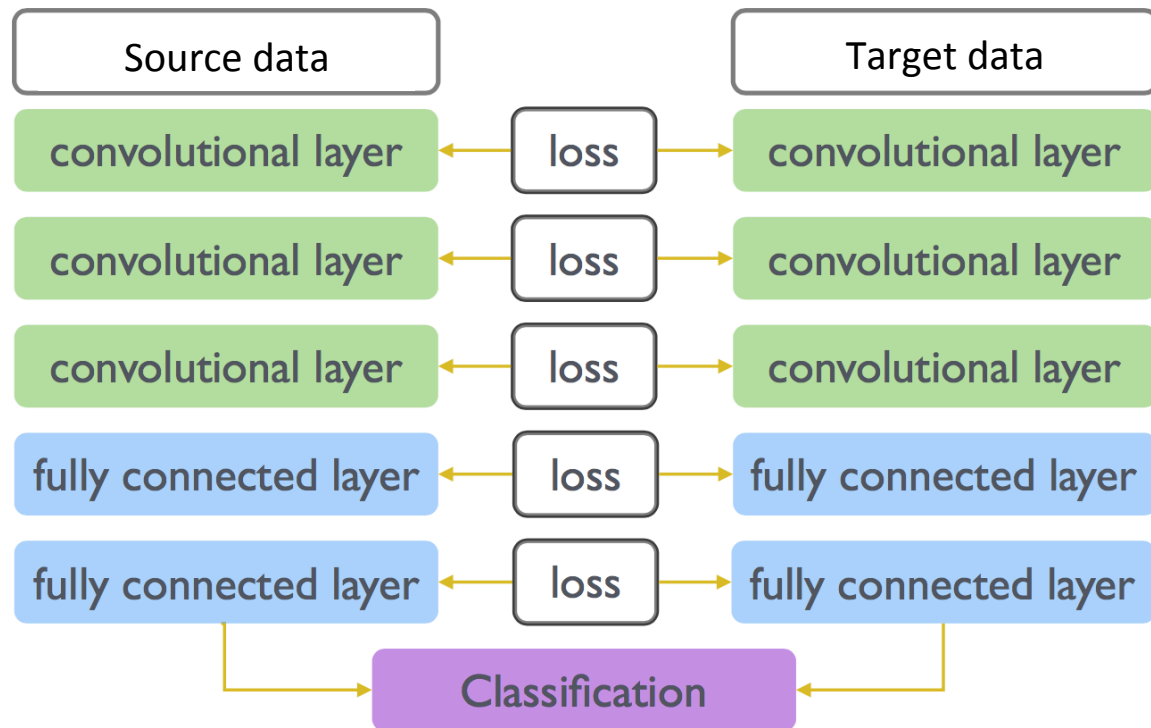 Source data
Target data
convolutional layer
loss
convolutional layer
convolutional layer
loss
convolutional layer
convolutional layer
loss
convolutional layer
fully connected layer
loss
fully connected layer
fully connected layer
loss
fully connected layer
Classification